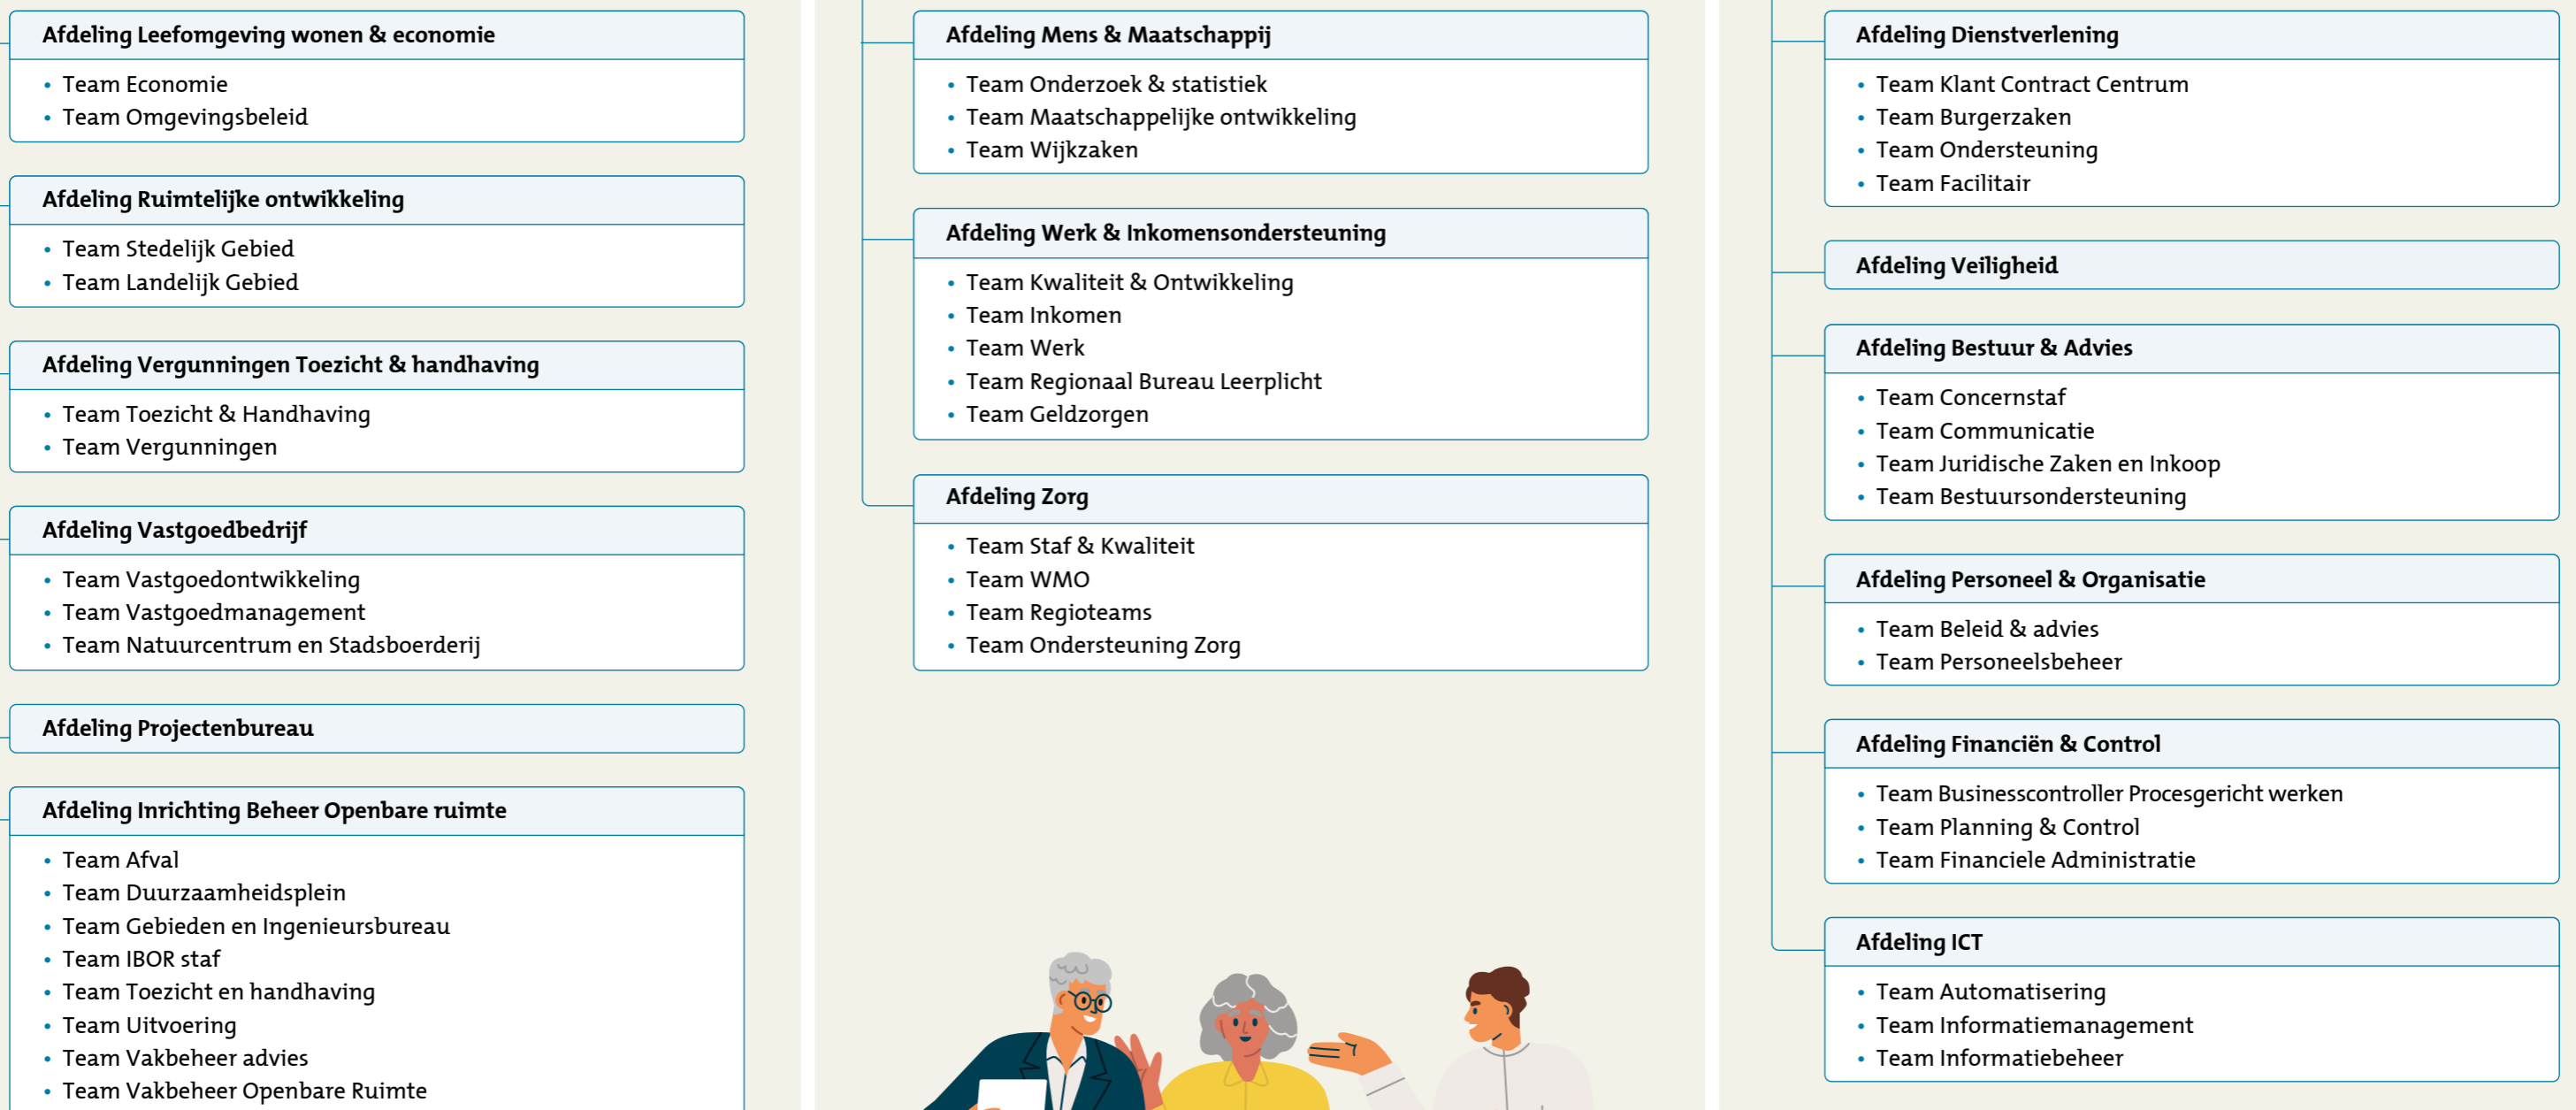 Afdeling Leefomgeving wonen & economie
• Team Economie
• Team Omgevingsbeleid
Afdeling Ruimtelijke ontwikkeling
• Team Stedelijk Gebied
• Team Landelijk Gebied
Afdeling Vergunningen Toezicht & handhaving
• Team Toezicht & Handhaving
• Team Vergunningen
Afdeling Vastgoedbedrijf
• Team Vastgoedontwikkeling
• Team Vastgoedmanagement
• Team Natuurcentrum en Stadsboerderij
Afdeling Projectenbureau
Afdeling Inrichting Beheer Openbare ruimte
• Team Afval
• Team Duurzaamheidsplein
• Team Gebieden en Ingenieursbureau
• Team IBOR staf
• Team Toezicht en handhaving
• Team Uitvoering
• Team Vakbeheer advies
• Team Vakbeheer Openbare Ruimte
Afdeling Mens & Maatschappij
• Team Onderzoek & statistiek
• Team Maatschappelijke ontwikkeling
• Team Wijkzaken
Afdeling Werk & Inkomensondersteuning
• Team Kwaliteit & Ontwikkeling
• Team Inkomen
• Team Werk
• Team Regionaal Bureau Leerplicht
• Team Geldzorgen
Afdeling Zorg
• Team Staf & Kwaliteit
• Team WMO
• Team Regioteams
• Team Ondersteuning Zorg
Afdeling Dienstverlening
• Team Klant Contract Centrum
• Team Burgerzaken
• Team Ondersteuning
• Team Facilitair
Afdeling Veiligheid
Afdeling Bestuur & Advies
• Team Concernstaf
• Team Communicatie
• Team Juridische Zaken en Inkoop
• Team Bestuursondersteuning
Afdeling Personeel & Organisatie
• Team Beleid & advies
• Team Personeelsbeheer
Afdeling Financiën & Control
• Team Businesscontroller Procesgericht werken
• Team Planning & Control
• Team Financiele Administratie
Afdeling ICT
• Team Automatisering
• Team Informatiemanagement
• Team Informatiebeheer